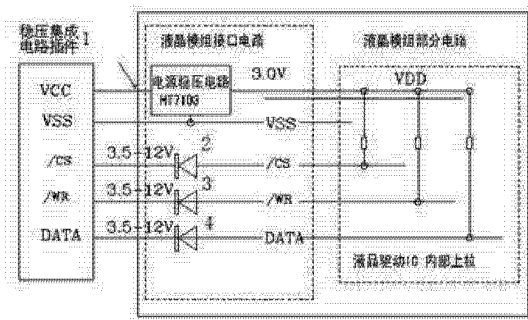 稳压集成
电路插件 1
液晶模组接口电路
液晶模组部分电路
电源稳压电路
HT7103
3.0V
VDD
VCC
VSS
VSS
/CS
3.5-12V
2
/CS
/WR
3.5-12V
3
/WR
DATA
3.5-12V
4
DATA
液晶驱动IC 内部上拉